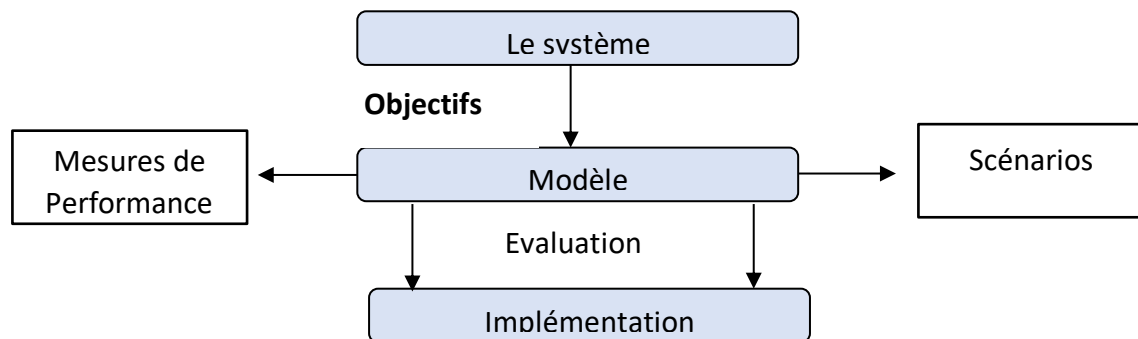 Le système
Objectifs
Mesures de
Performance
Modèle
Scénarios
Evaluation
Implémentation